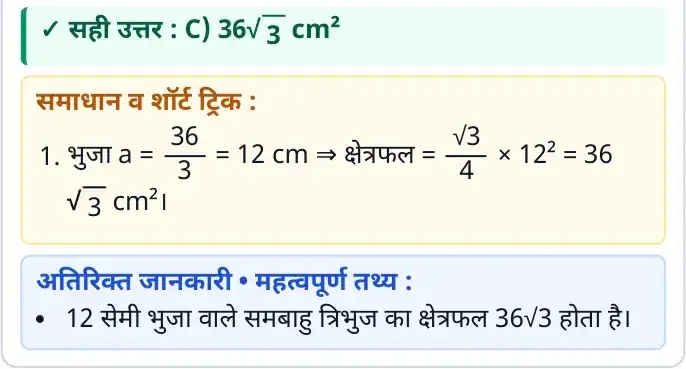 ✓ सही उत्तर : C) 36√3 cm²
समाधान व शॉर्ट ट्रिक :
1. भुजा a = 36/3 = 12 cm ⇒ क्षेत्रफल = √3/4 × 12² = 36
√3 cm²।
अतिरिक्त जानकारी • महत्वपूर्ण तथ्य :
• 12 सेमी भुजा वाले समबाहु त्रिभुज का क्षेत्रफल 36√3 होता है।